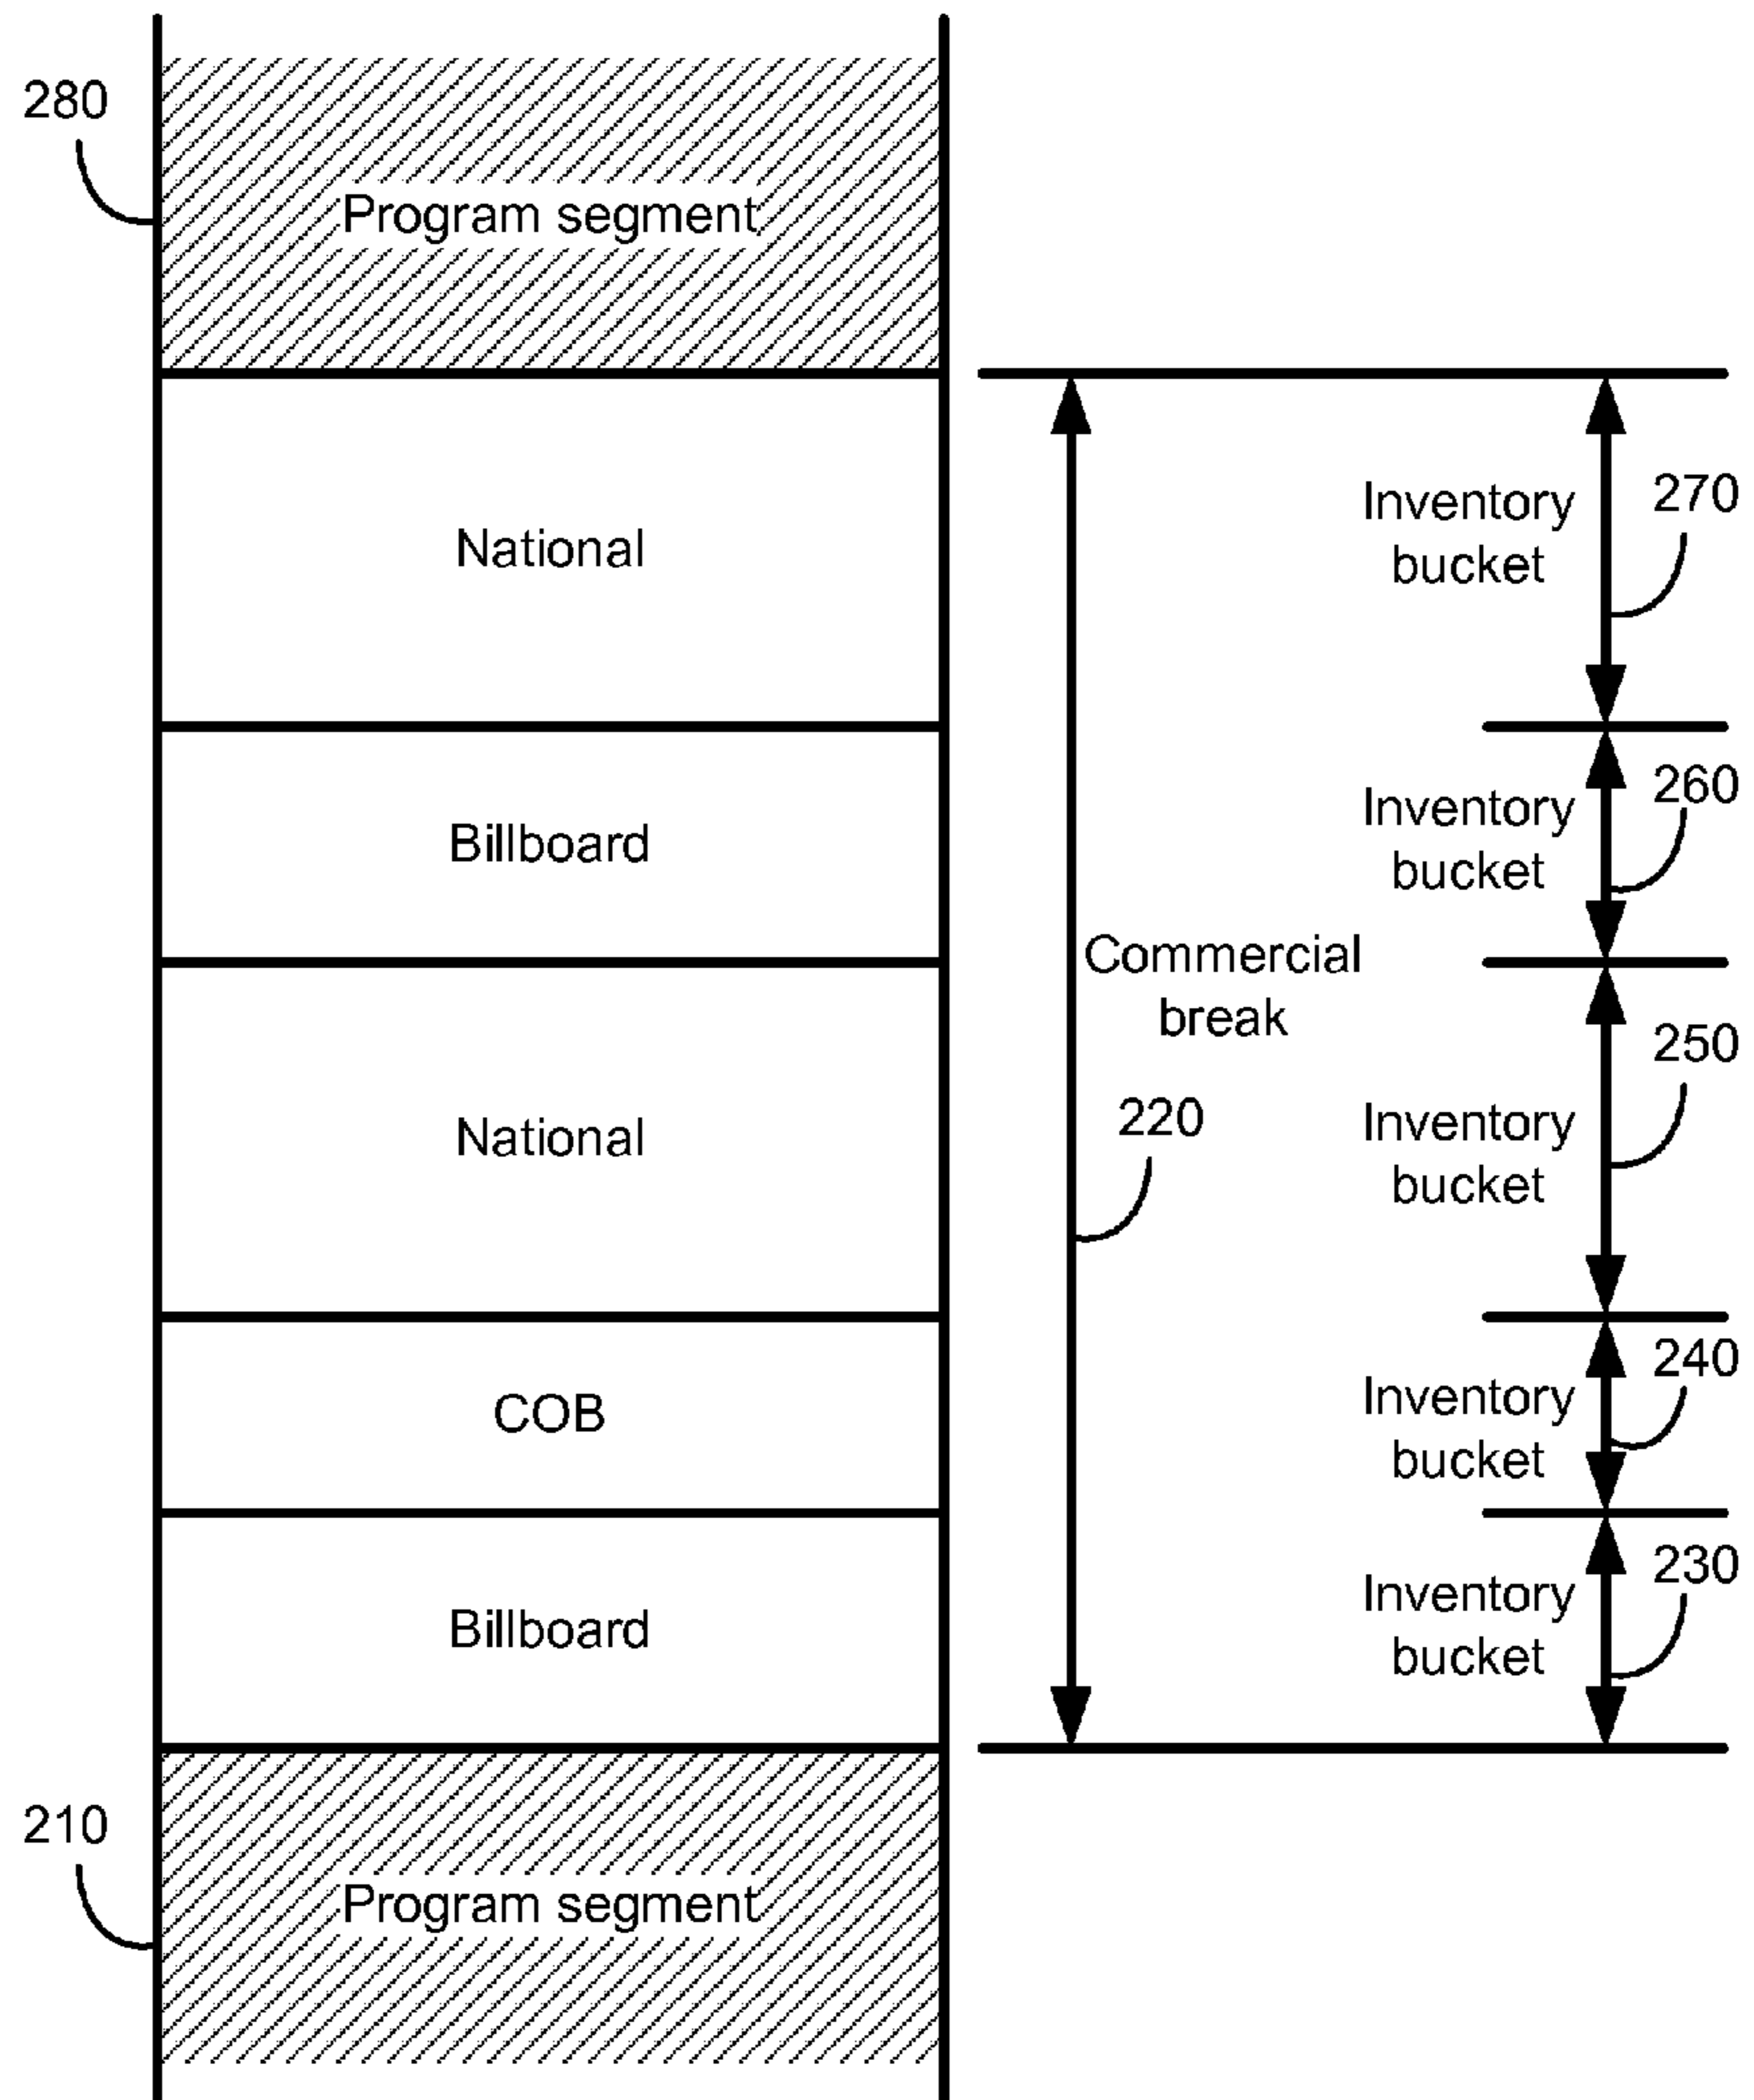 280
Program segment
National
Inventory
bucket
270
Billboard
Inventory
bucket
260
Commercial
break
220
National
Inventory
bucket
250
COB
Inventory
bucket
240
Billboard
Inventory
bucket
230
210
Program segment